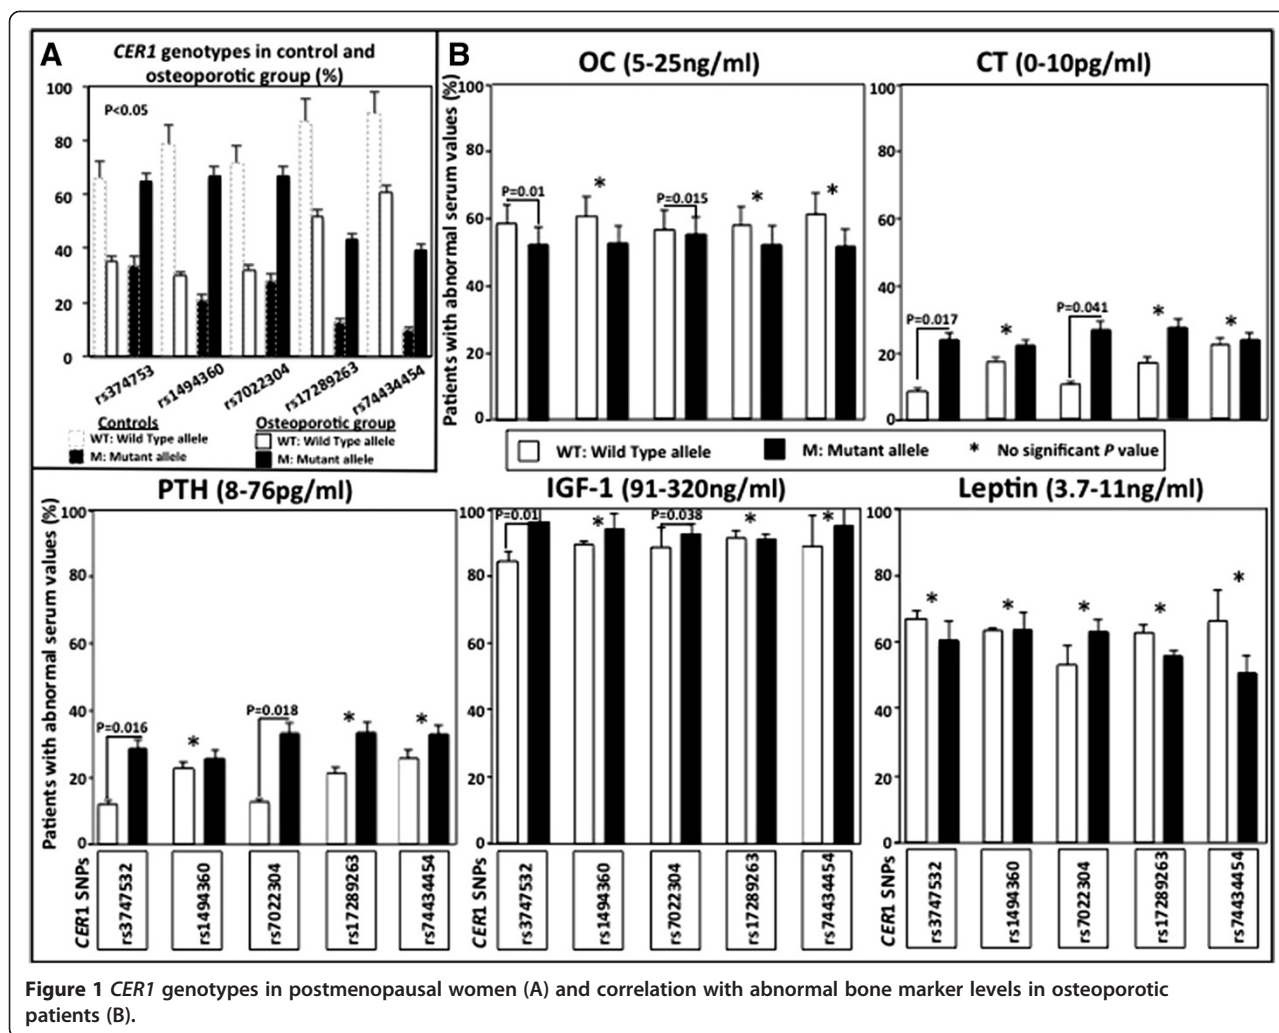 A
CER1 genotypes in control and
osteoporotic group (%)
P<0.05
100
80
60
40
20
0
rs374753
rs1494360
rs7022304
rs17289263
rs74434454
Controls
WT: Wild Type allele
M: Mutant allele
Osteoporotic group
WT: Wild Type allele
M: Mutant allele
B
Patients with abnormal serum values (%)
OC (5-25ng/ml)
100
80
60
40
20
0
P=0.01
*
P=0.015
*
*
CT (0-10pg/ml)
100
80
60
40
20
0
P=0.017
*
P=0.041
*
*
WT: Wild Type allele
M: Mutant allele
* No significant P value
PTH (8-76pg/ml)
Patients with abnormal serum values (%)
100
80
60
40
20
0
P=0.016
*
P=0.018
*
*
CER1 SNPs
rs3747532
rs1494360
rs7022304
rs17289263
rs74434454
IGF-1 (91-320ng/ml)
100
80
60
40
20
0
P=0.01
*
P=0.038
*
*
rs3747532
rs1494360
rs7022304
rs17289263
rs74434454
Leptin (3.7-11ng/ml)
100
80
60
40
20
0
*
*
*
*
*
CER1 SNPs
rs3747532
rs1494360
rs7022304
rs17289263
rs74434454
Figure 1 CER1 genotypes in postmenopausal women (A) and correlation with abnormal bone marker levels in osteoporotic
patients (B).